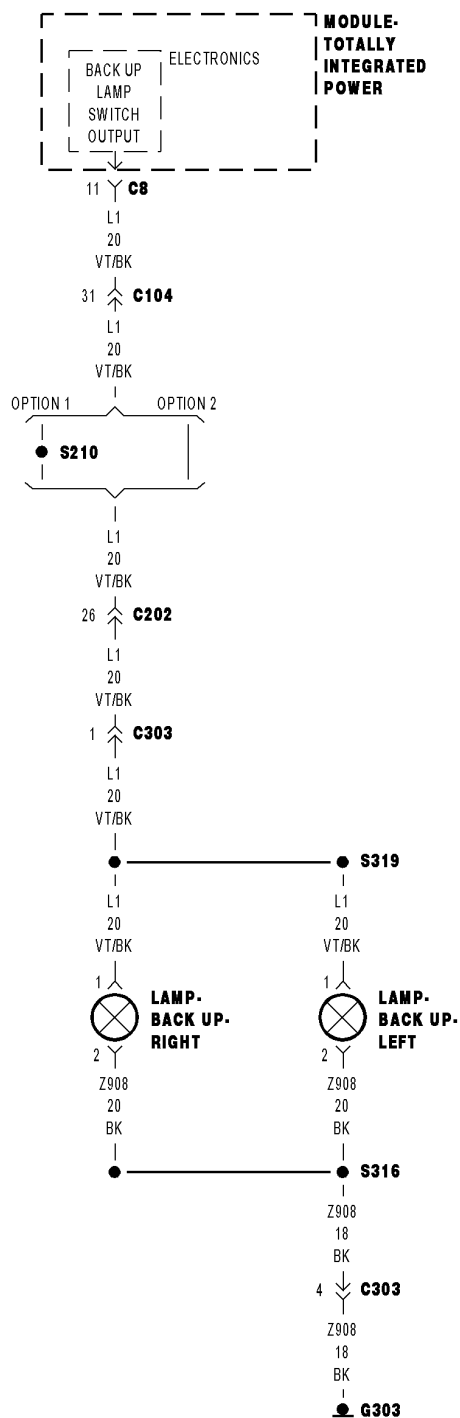 MODULE-
TOTALLY
INTEGRATED
POWER
ELECTRONICS
BACK UP
LAMP
SWITCH
OUTPUT
11 C8
L1
20
VT/BK
31 C104
L1
20
VT/BK
OPTION 1 OPTION 2
S210
L1
20
VT/BK
26 C202
L1
20
VT/BK
1 C303
L1
20
VT/BK
S319
L1 L1
20 20
VT/BK VT/BK
1 1
LAMP-
BACK UP-
RIGHT
LAMP-
BACK UP-
LEFT
2 2
Z908 Z908
20 20
BK BK
S316
Z908
18
BK
4 C303
Z908
18
BK
G303